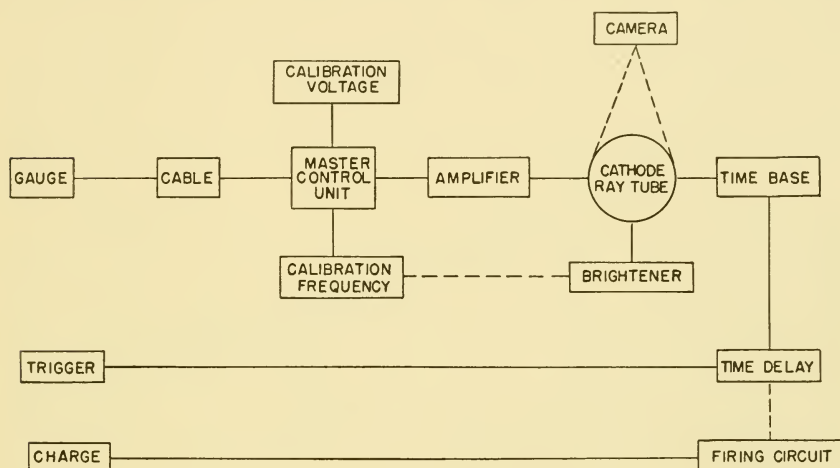 CAMERA
CALIBRATION
VOLTAGE
GAUGE
CABLE
MASTER
CONTROL
UNIT
AMPLIFIER
CATHODE
RAY TUBE
TIME BASE
CALIBRATION
FREQUENCY
BRIGHTENER
TRIGGER
TIME DELAY
CHARGE
FIRING CIRCUIT